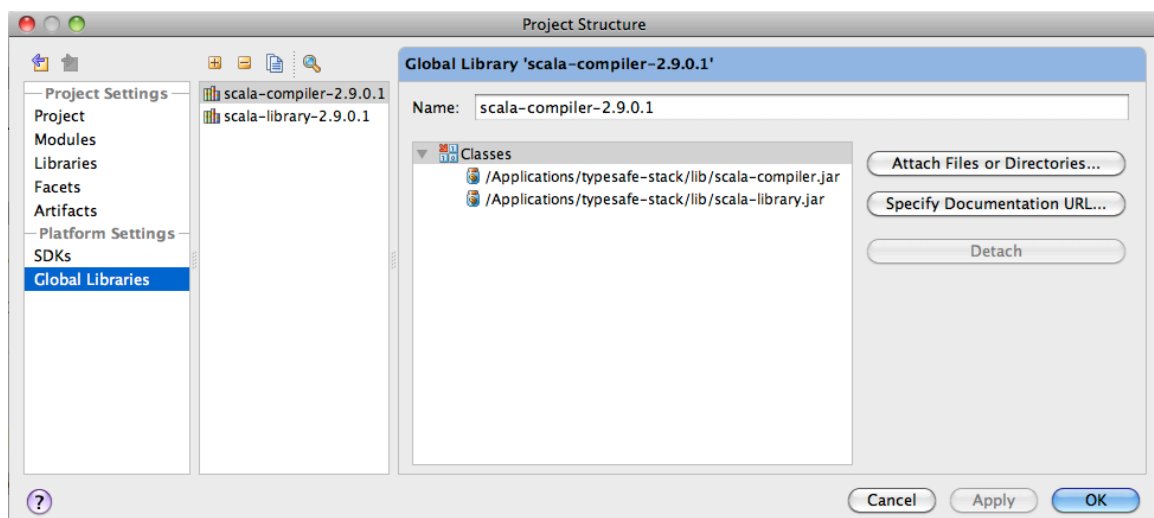 Project Structure
Project Settings
Project
Modules
Libraries
Facets
Artifacts
Platform Settings
SDKs
Global Libraries
scala-compiler-2.9.0.1
scala-library-2.9.0.1
Global Library 'scala-compiler-2.9.0.1'
Name: scala-compiler-2.9.0.1
Classes
/Applications/typesafe-stack/lib/scala-compiler.jar
/Applications/typesafe-stack/lib/scala-library.jar
Attach Files or Directories...
Specify Documentation URL...
Detach
?
Cancel
Apply
OK